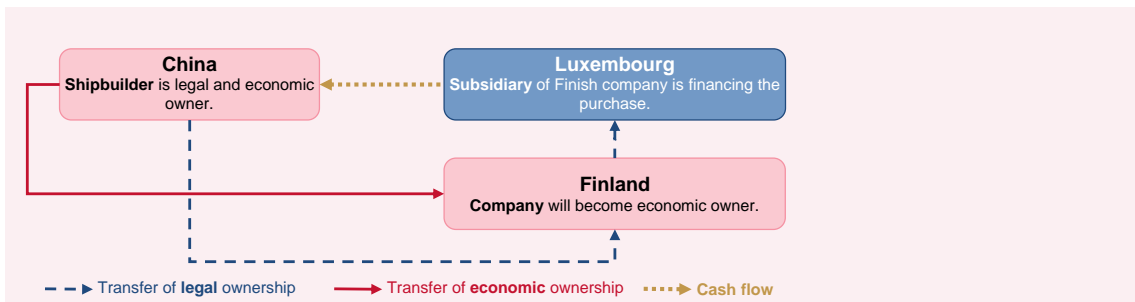 China
Shipbuilder is legal and economic
owner.
Luxembourg
Subsidiary of Finish company is financing the
purchase.
Finland
Company will become economic owner.
Transfer of legal ownership
Transfer of economic ownership
Cash flow